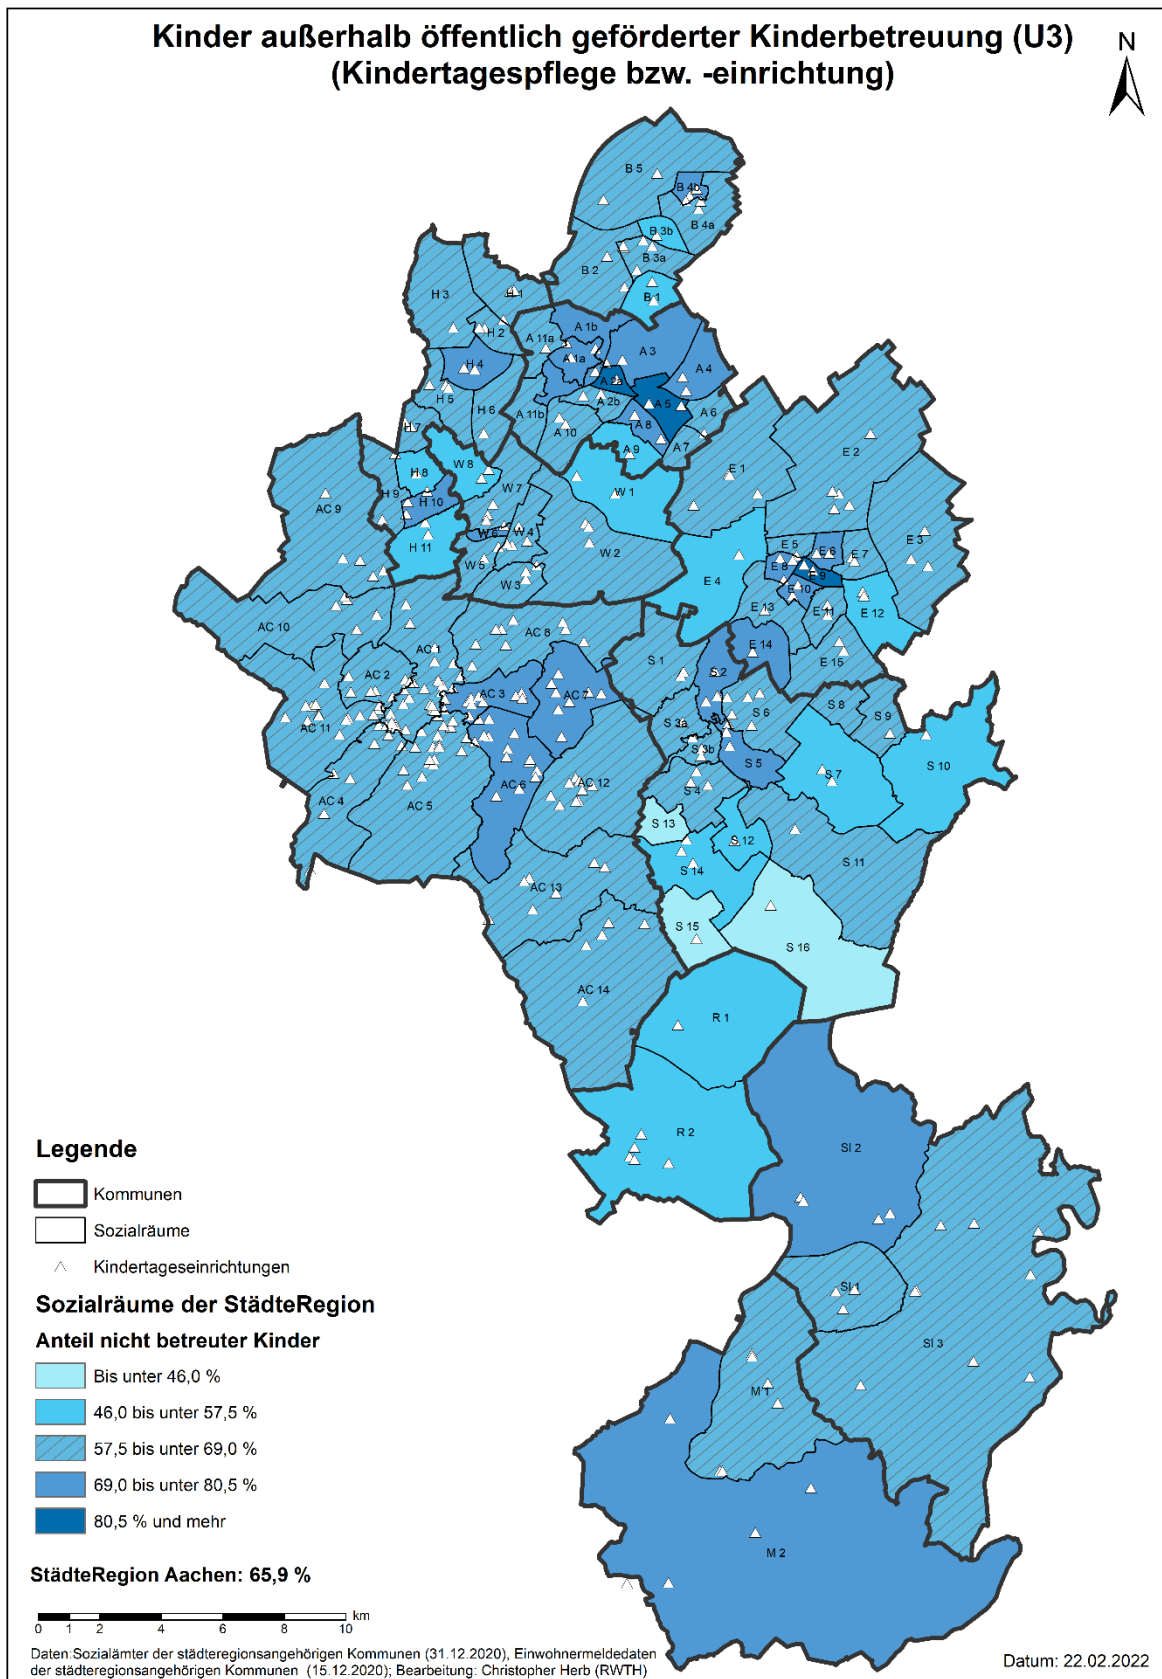 Kinder außerhalb öffentlich geförderter Kinderbetreuung (U3)
(Kindertagespflege bzw. -einrichtung)
N
B 5
B 4b
B 4a
B 3b
B 3a
B 2
B 1
H 3
H 1
H 2
H 4
H 5
H 6
H 7
H 8
H 9
H 10
H 11
A 11a
A 1b
A 1a
A 3
A 4
A 2a
A 2b
A 5
A 6
A 11b
A 10
A 8
A 7
A 9
W 8
W 7
W 1
W 6
W 4
W 5
W 3
W 2
E 1
E 2
E 3
E 4
E 5
E 6
E 7
E 8
E 9
E 10
E 11
E 12
E 13
E 14
E 15
AC 9
AC 10
AC 1
AC 8
AC 2
AC 3
AC 7
AC 11
AC 4
AC 5
AC 6
AC 12
AC 13
AC 14
S 1
S 2
S 3a
S 6
S 3b
S 5
S 4
S 8
S 9
S 7
S 10
S 13
S 12
S 14
S 11
S 15
S 16
R 1
R 2
SI 2
SI 1
SI 3
M 1
M 2
Legende
Kommunen
Sozialräume
Kindertageseinrichtungen
Sozialräume der StädteRegion
Anteil nicht betreuter Kinder
Bis unter 46,0 %
46,0 bis unter 57,5 %
57,5 bis unter 69,0 %
69,0 bis unter 80,5 %
80,5 % und mehr
StädteRegion Aachen: 65,9 %
km
0 1 2 4 6 8 10
Daten:Sozialämter der städteregionsangehörigen Kommunen (31.12.2020), Einwohnermeldedaten
der städteregionsangehörigen Kommunen (15.12.2020); Bearbeitung: Christopher Herb (RWTH)
Datum: 22.02.2022